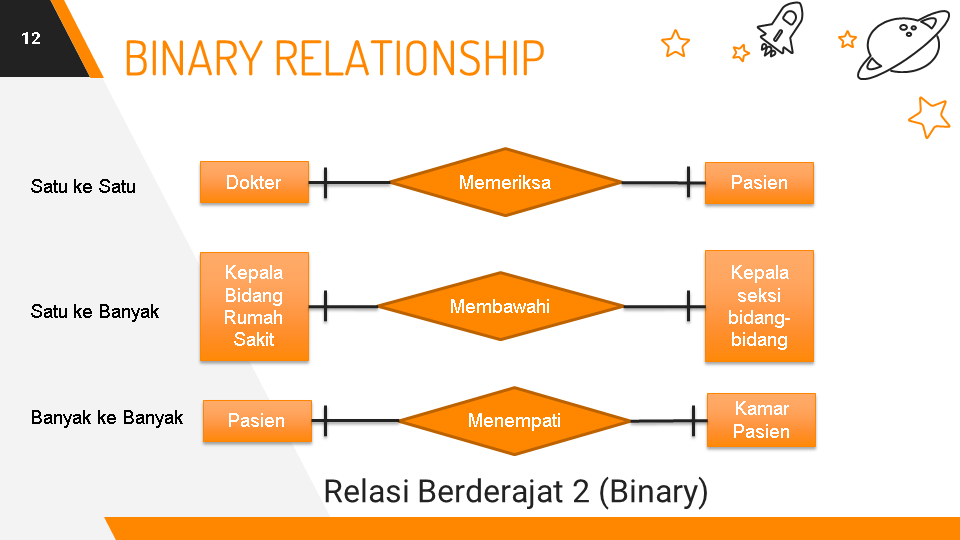 12
BINARY RELATIONSHIP
Satu ke Satu
Dokter
Memeriksa
Pasien
Satu ke Banyak
Kepala
Bidang
Rumah
Sakit
Membawahi
Kepala
seksi
bidang-
bidang
Banyak ke Banyak
Pasien
Menempati
Kamar
Pasien
Relasi Berderajat 2 (Binary)